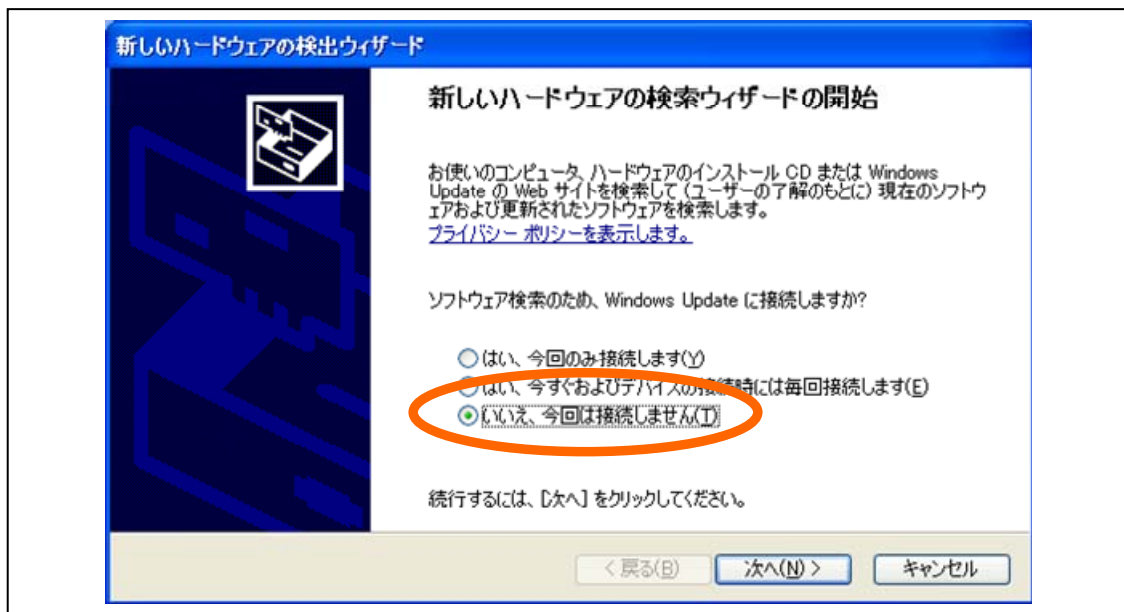 新しいハードウェアの検出ウィザード
新しいハードウェアの検索ウィザードの開始
お使いのコンピュータ、ハードウェアのインストール CD または Windows
Update の Web サイトを検索して (ユーザーの了解のもとに) 現在のソフトウ
ェアおよび更新されたソフトウェアを検索します。
プライバシー ポリシーを表示します。
ソフトウェア検索のため、Windows Update に接続しますか?
はい、今回のみ接続します(Y)
はい、今すぐおよびデバイスの接続時には毎回接続します(E)
いいえ、今回は接続しません(T)
続行するには、[次へ] をクリックしてください。
< 戻る(B)
次へ(N) >
キャンセル